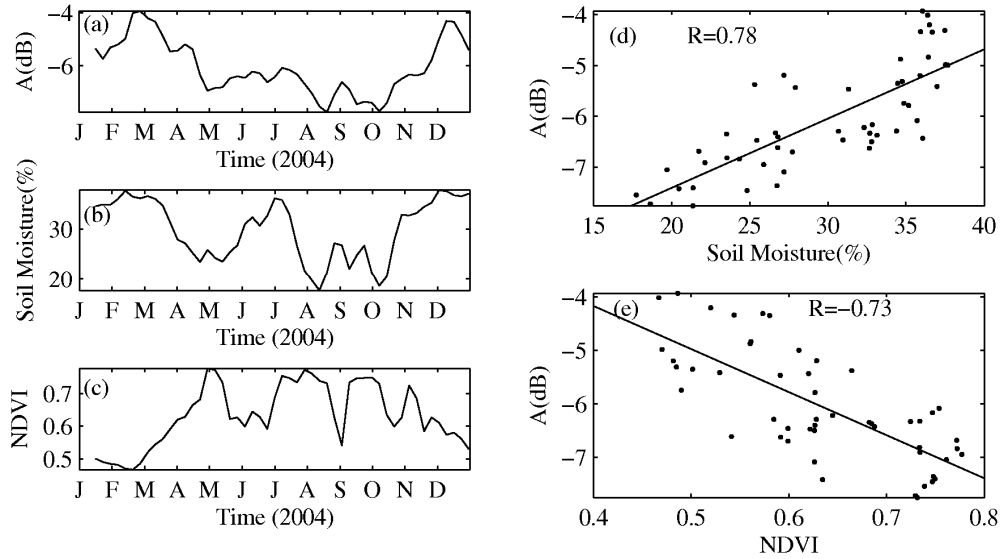 (a)
A(dB)
−4
−6
J F M A M J J A S O N D
Time (2004)
(b)
Soil Moisture(%)
30
20
J F M A M J J A S O N D
Time (2004)
(c)
NDVI
0.7
0.6
0.5
J F M A M J J A S O N D
Time (2004)
(d)
R=0.78
A(dB)
−4
−5
−6
−7
15 20 25 30 35 40
Soil Moisture(%)
(e)
R=−0.73
A(dB)
−4
−5
−6
−7
0.4 0.5 0.6 0.7 0.8
NDVI